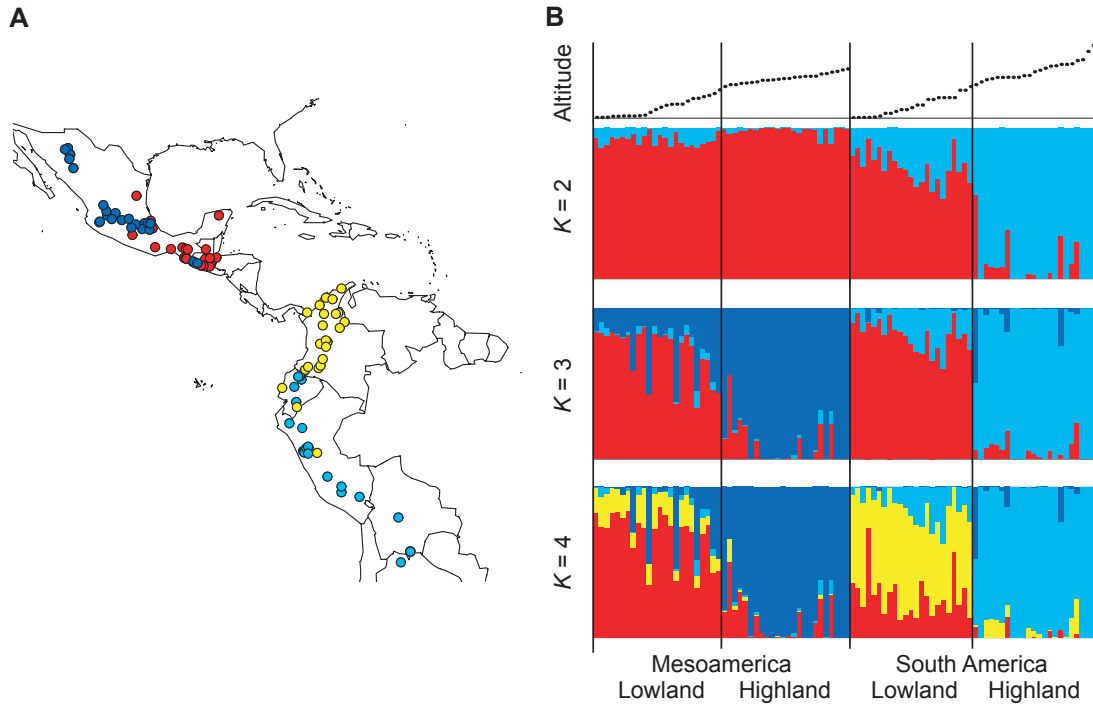 A
B
Altitude
K = 2
K = 3
K = 4
Mesoamerica South America
Lowland Highland Lowland Highland